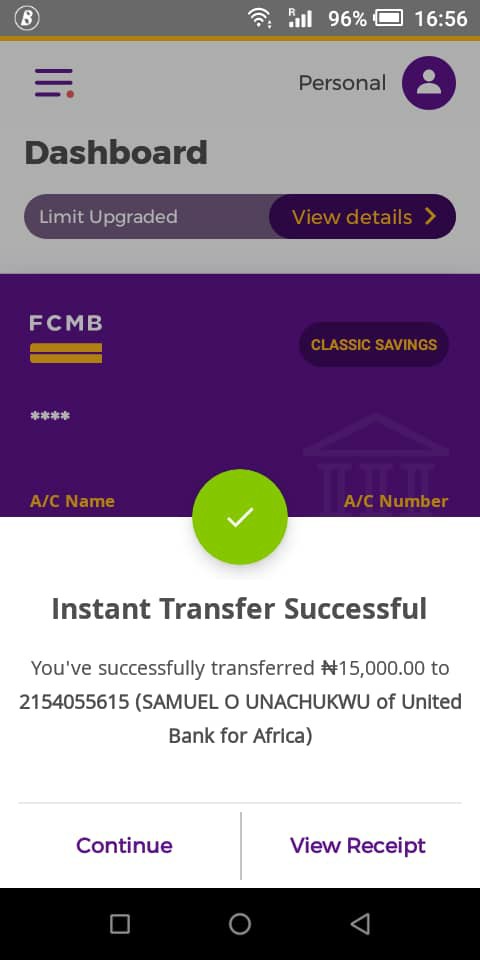 R
96% 16:56
Personal
Dashboard
Limit Upgraded View details
FCMB
CLASSIC SAVINGS
****
A/C Name A/C Number
Instant Transfer Successful
You've successfully transferred ₦15,000.00 to
2154055615 (SAMUEL O UNACHUKWU of United
Bank for Africa)
Continue View Receipt